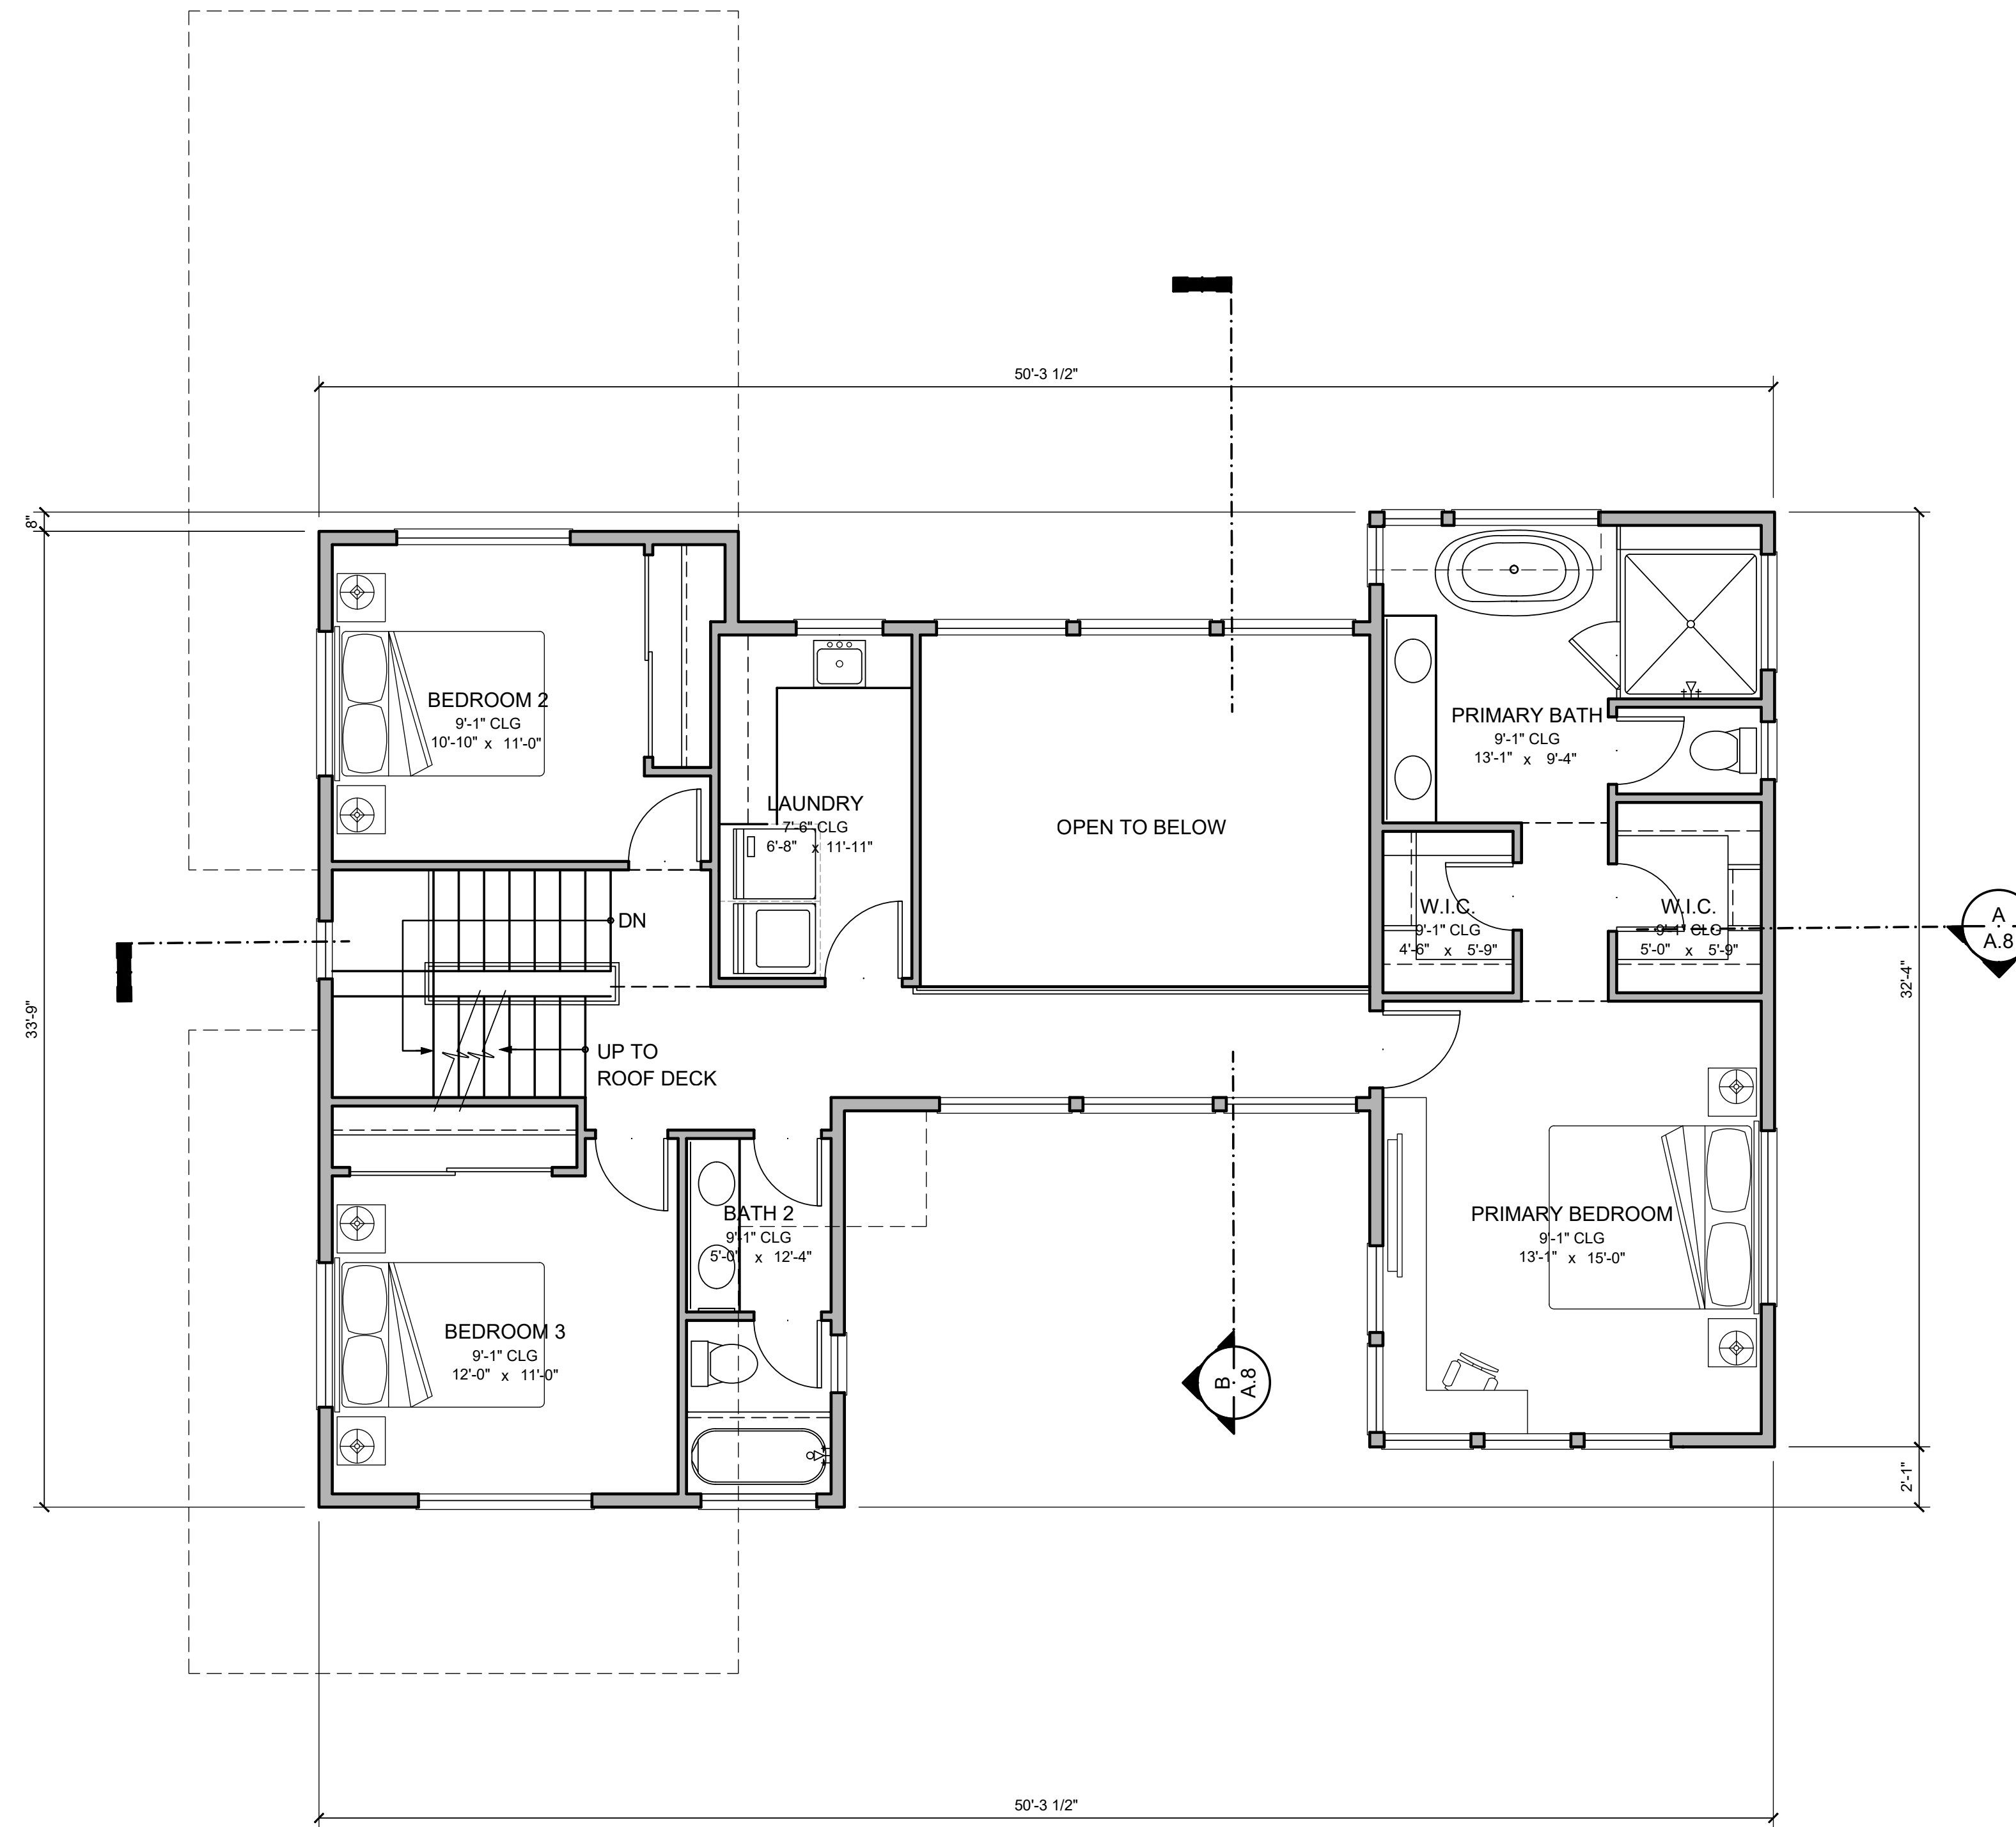 50'-3 1/2"
8"
33'-9"
32'-4"
2'-1"
BEDROOM 2
9'-1" CLG
10'-10" x 11'-0"
PRIMARY BATH
9'-1" CLG
13'-1" x 9'-4"
LAUNDRY
7'-6" CLG
6'-8" x 11'-11"
OPEN TO BELOW
W.I.C.
9'-1" CLG
4'-6" x 5'-9"
W.I.C.
9'-1" CLG
5'-0" x 5'-9"
A
A.8
DN
UP TO
ROOF DECK
BATH 2
9'-1" CLG
5'-0" x 12'-4"
PRIMARY BEDROOM
9'-1" CLG
13'-1" x 15'-0"
BEDROOM 3
9'-1" CLG
12'-0" x 11'-0"
B
A.8
50'-3 1/2"